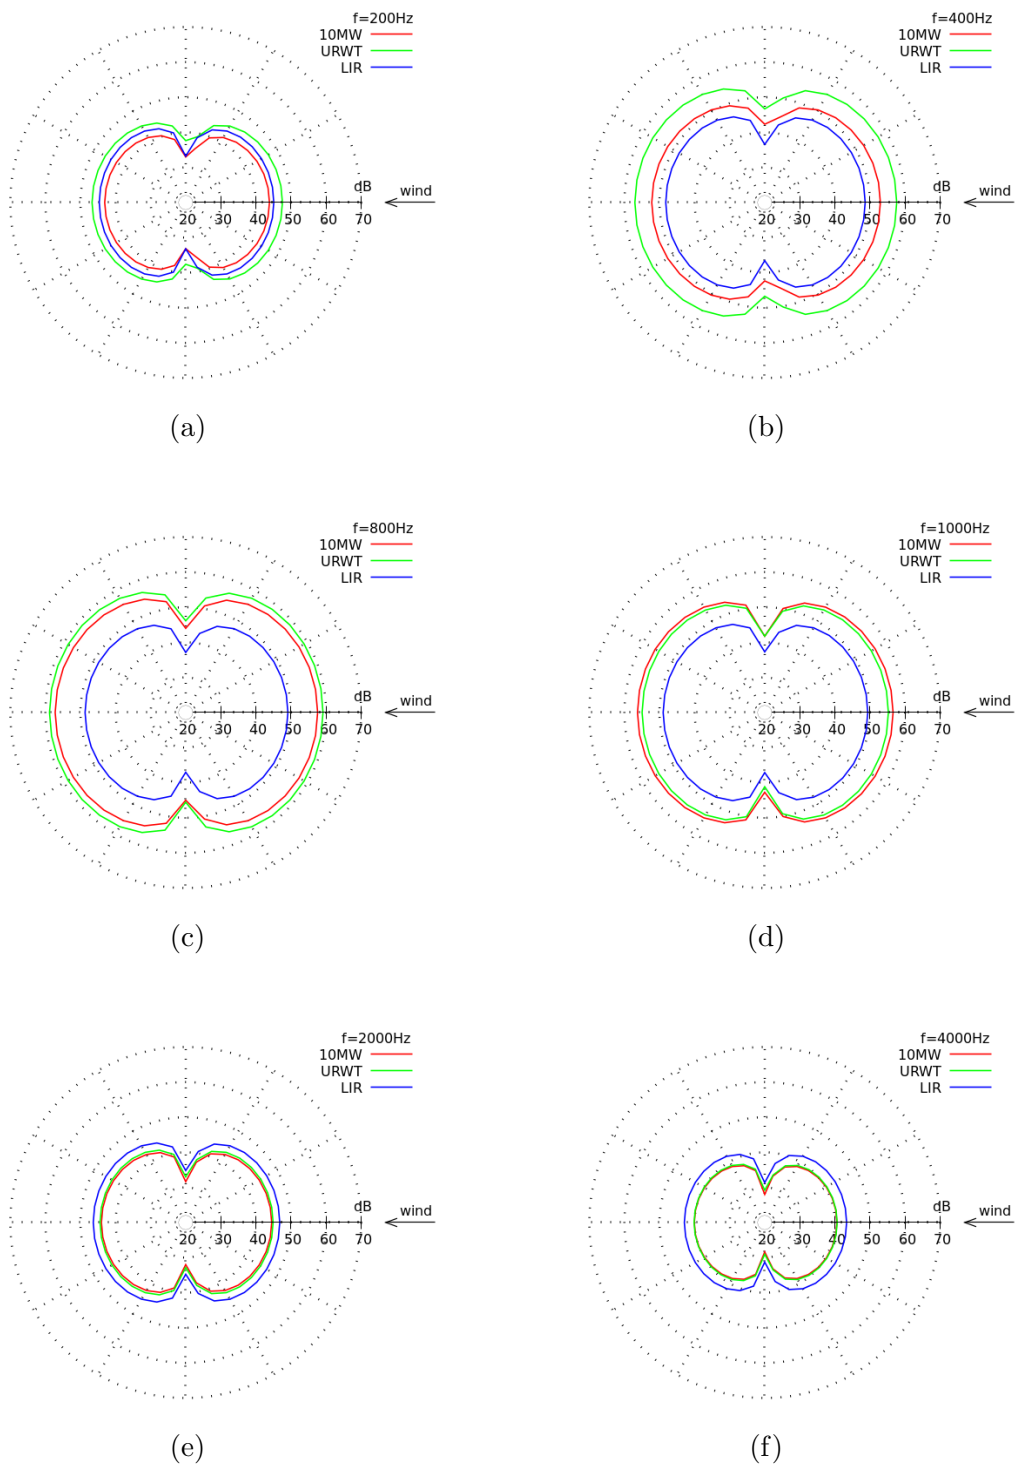 f=200Hz
10MW
URWT
LIR
dB
wind
20 30 40 50 60 70
(a)
f=400Hz
10MW
URWT
LIR
dB
wind
20 30 40 50 60 70
(b)
f=800Hz
10MW
URWT
LIR
dB
wind
20 30 40 50 60 70
(c)
f=1000Hz
10MW
URWT
LIR
dB
wind
20 30 40 50 60 70
(d)
f=2000Hz
10MW
URWT
LIR
dB
wind
20 30 40 50 60 70
(e)
f=4000Hz
10MW
URWT
LIR
dB
wind
20 30 40 50 60 70
(f)